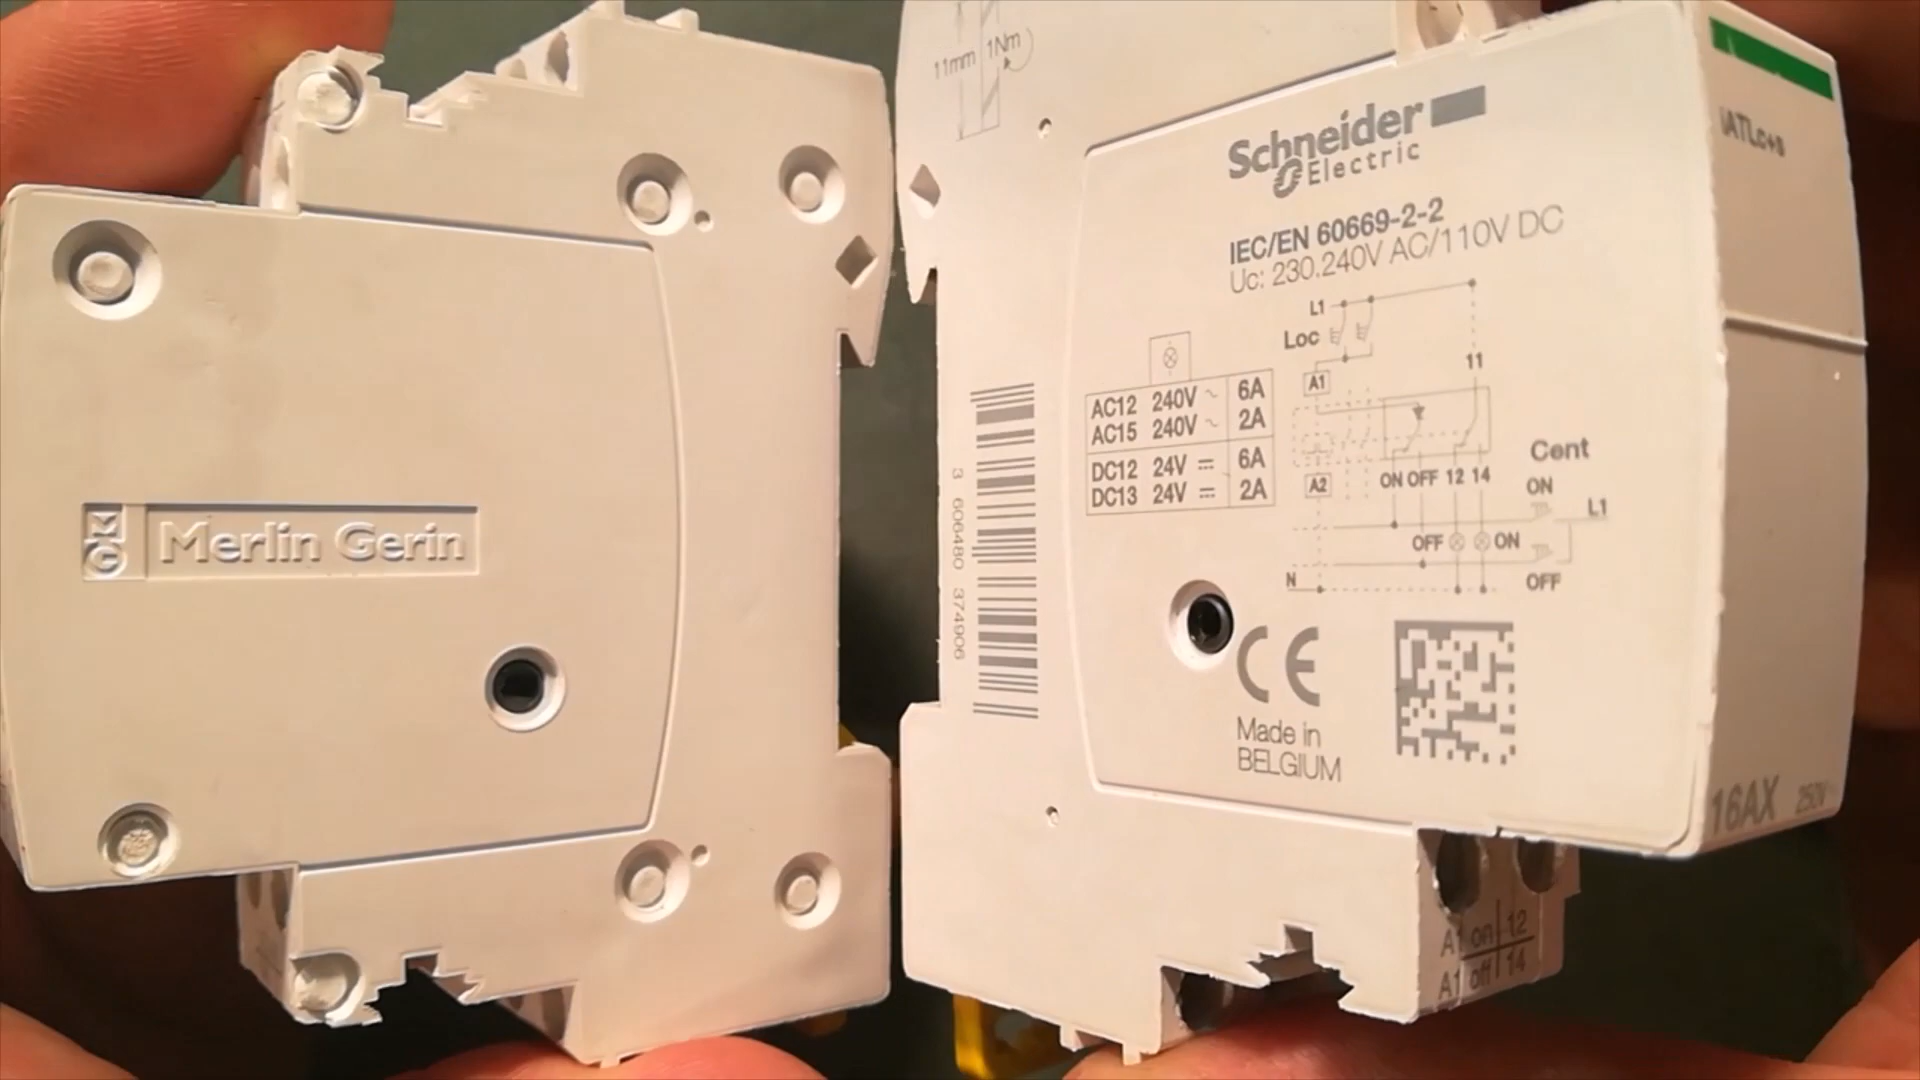 MG
Merlin Gerin
11mm 1Nm
Schneider
Electric
iATLc+s
IEC/EN 60669-2-2
Uc: 230.240V AC/110V DC
L1
Loc
11
A1
AC12 240V ~ 6A
AC15 240V ~ 2A
DC12 24V ⎓ 6A
DC13 24V ⎓ 2A
A2
ON OFF 12 14
Cent
ON
L1
OFF
ON
OFF
N
3 606480 374906
CE
Made in
BELGIUM
16AX 250V~
A1 on 12
A1 off 14